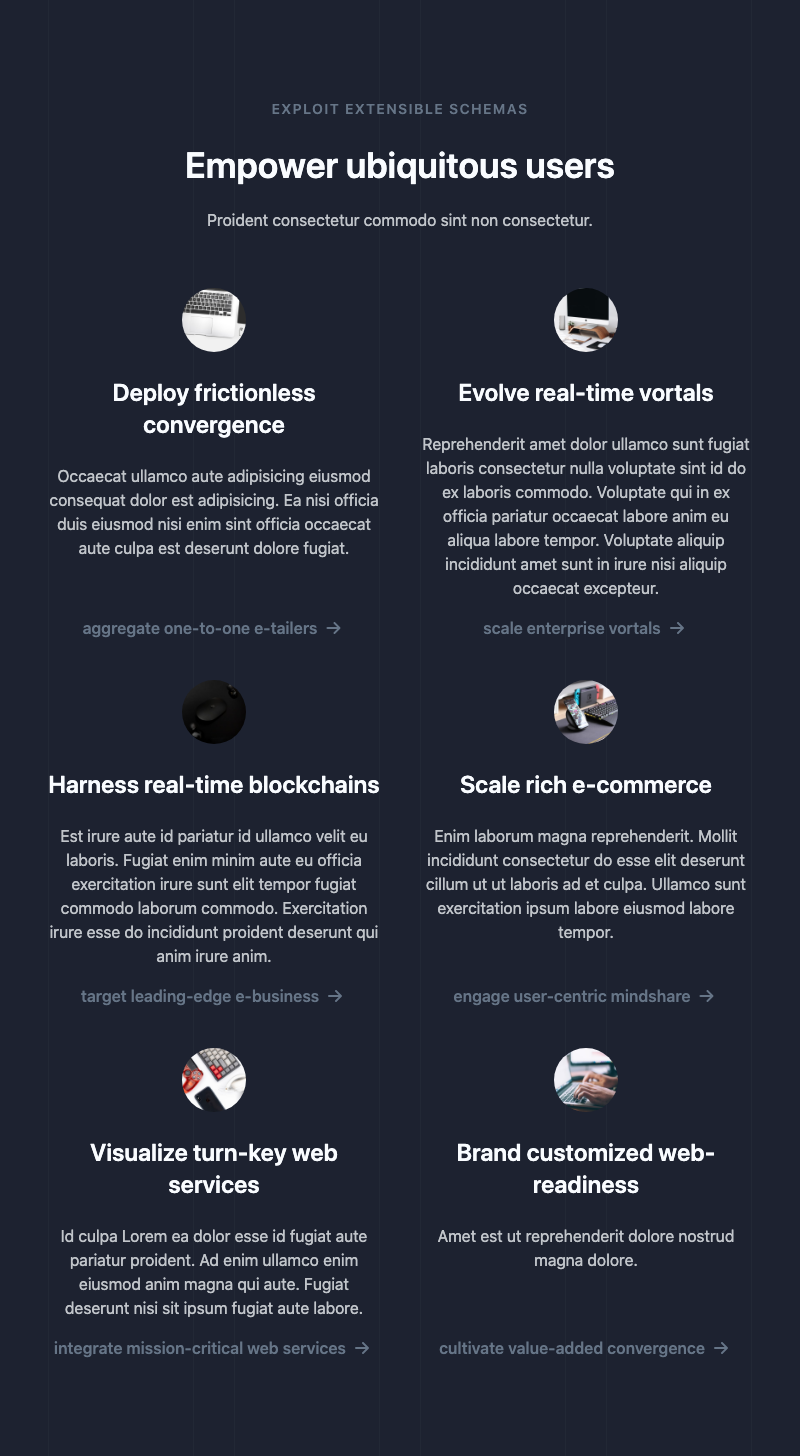 EXPLOIT EXTENSIBLE SCHEMAS
Empower ubiquitous users
Proident consectetur commodo sint non consectetur.
Deploy frictionless
convergence
Occaecat ullamco aute adipisicing eiusmod
consequat dolor est adipisicing. Ea nisi officia
duis eiusmod nisi enim sint officia occaecat
aute culpa est deserunt dolore fugiat.
aggregate one-to-one e-tailers →
Evolve real-time vortals
Reprehenderit amet dolor ullamco sunt fugiat
laboris consectetur nulla voluptate sint id do
ex laboris commodo. Voluptate qui in ex
officia pariatur occaecat labore anim eu
aliqua labore tempor. Voluptate aliquip
incididunt amet sunt in irure nisi aliquip
occaecat excepteur.
scale enterprise vortals →
Harness real-time blockchains
Est irure aute id pariatur id ullamco velit eu
laboris. Fugiat enim minim aute eu officia
exercitation irure sunt elit tempor fugiat
commodo laborum commodo. Exercitation
irure esse do incididunt proident deserunt qui
anim irure anim.
target leading-edge e-business →
Scale rich e-commerce
Enim laborum magna reprehenderit. Mollit
incididunt consectetur do esse elit deserunt
cillum ut ut laboris ad et culpa. Ullamco sunt
exercitation ipsum labore eiusmod labore
tempor.
engage user-centric mindshare →
Visualize turn-key web
services
Id culpa Lorem ea dolor esse id fugiat aute
pariatur proident. Ad enim ullamco enim
eiusmod anim magna qui aute. Fugiat
deserunt nisi sit ipsum fugiat aute labore.
integrate mission-critical web services →
Brand customized web-
readiness
Amet est ut reprehenderit dolore nostrud
magna dolore.
cultivate value-added convergence →